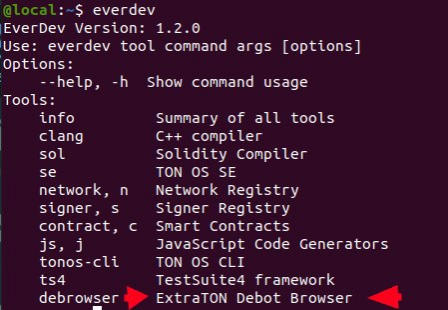 @local:~$ everdev
EverDev Version: 1.2.0
Use: everdev tool command args [options]
Options:
    --help, -h  Show command usage
Tools:
    info         Summary of all tools
    clang        C++ compiler
    sol          Solidity Compiler
    se           TON OS SE
    network, n   Network Registry
    signer, s    Signer Registry
    contract, c  Smart Contracts
    js, j        JavaScript Code Generators
    tonos-cli    TON OS CLI
    ts4          TestSuite4 framework
    debrowser    ExtraTON Debot Browser